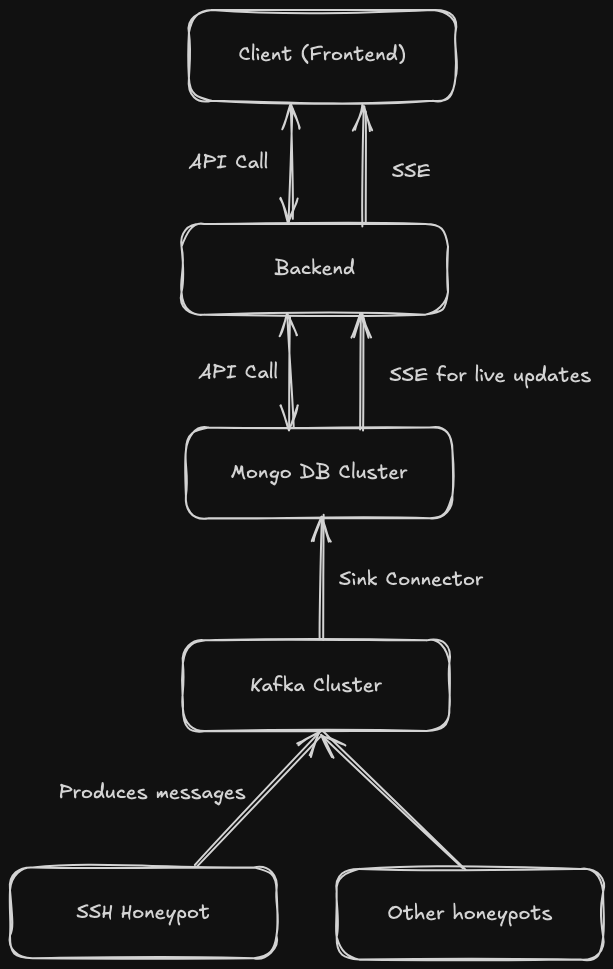 Client (Frontend)
API Call
SSE
Backend
API Call
SSE for live updates
Mongo DB Cluster
Sink Connector
Kafka Cluster
Produces messages
SSH Honeypot
Other honeypots